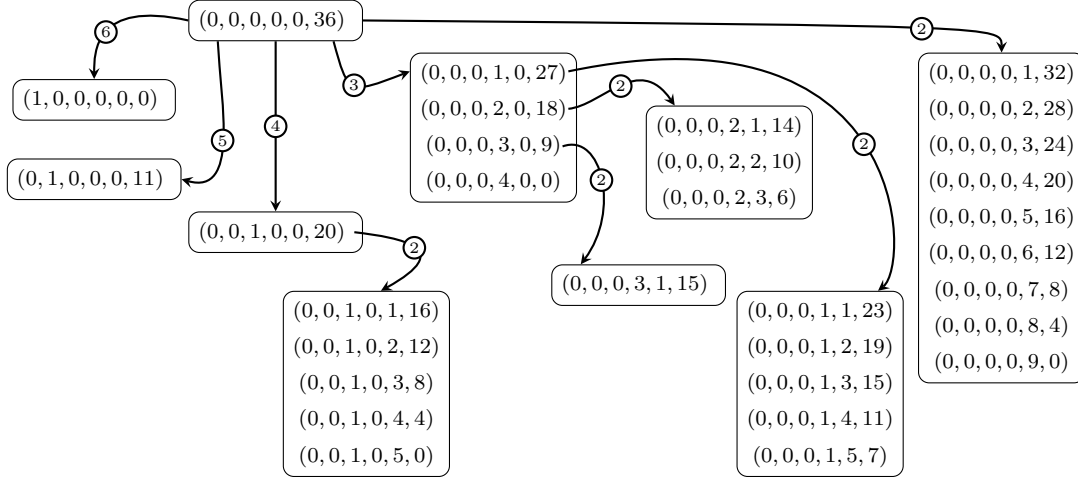 (0, 0, 0, 0, 0, 36)
6
5
4
3
2
(1, 0, 0, 0, 0, 0)
(0, 1, 0, 0, 0, 11)
(0, 0, 1, 0, 0, 20)
2
(0, 0, 1, 0, 1, 16)
(0, 0, 1, 0, 2, 12)
(0, 0, 1, 0, 3, 8)
(0, 0, 1, 0, 4, 4)
(0, 0, 1, 0, 5, 0)
(0, 0, 0, 1, 0, 27)
(0, 0, 0, 2, 0, 18)
(0, 0, 0, 3, 0, 9)
(0, 0, 0, 4, 0, 0)
2
2
2
(0, 0, 0, 2, 1, 14)
(0, 0, 0, 2, 2, 10)
(0, 0, 0, 2, 3, 6)
(0, 0, 0, 3, 1, 15)
(0, 0, 0, 1, 1, 23)
(0, 0, 0, 1, 2, 19)
(0, 0, 0, 1, 3, 15)
(0, 0, 0, 1, 4, 11)
(0, 0, 0, 1, 5, 7)
(0, 0, 0, 0, 1, 32)
(0, 0, 0, 0, 2, 28)
(0, 0, 0, 0, 3, 24)
(0, 0, 0, 0, 4, 20)
(0, 0, 0, 0, 5, 16)
(0, 0, 0, 0, 6, 12)
(0, 0, 0, 0, 7, 8)
(0, 0, 0, 0, 8, 4)
(0, 0, 0, 0, 9, 0)